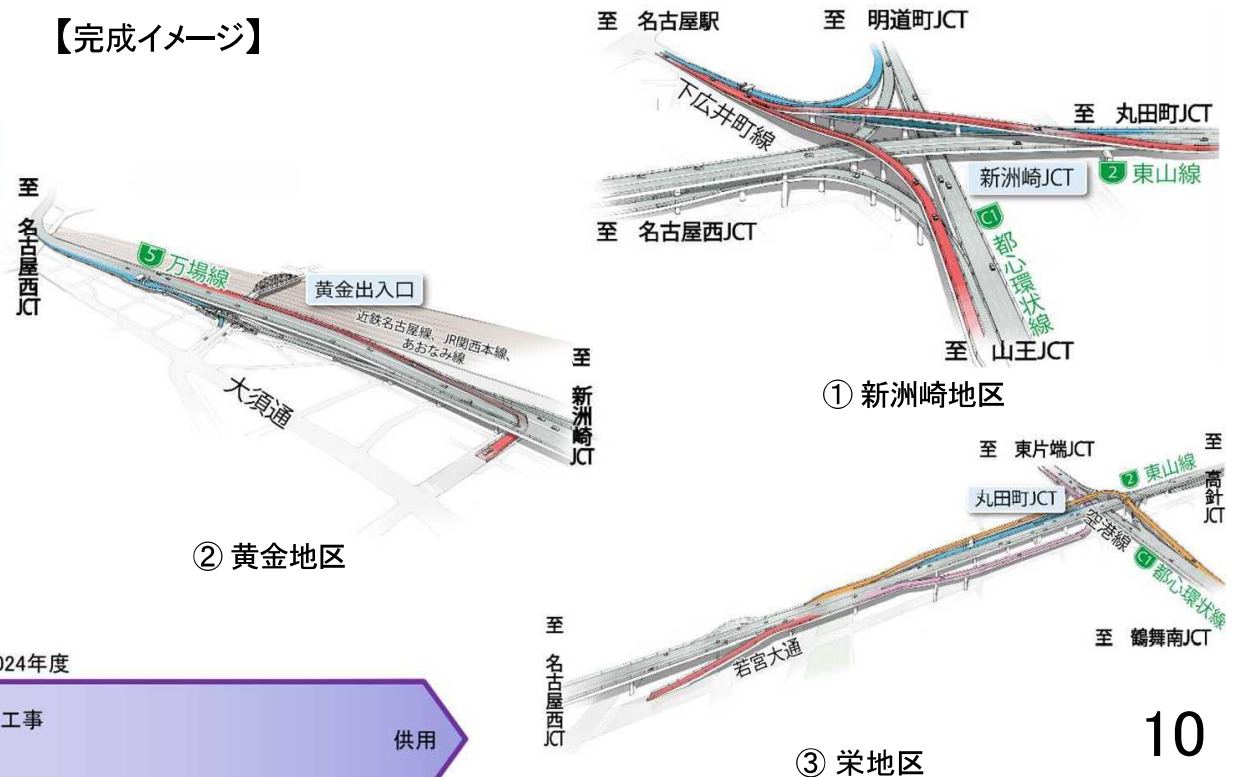 【完成イメージ】
至 名古屋駅
至 明道町JCT
下広井町線
至 丸田町JCT
新洲崎JCT
2 東山線
至 名古屋西JCT
C1 都心環状線
至 山王JCT
① 新洲崎地区
至 名古屋西JCT
5 万場線
黄金出入口
近鉄名古屋線、JR関西本線、
あおなみ線
大須通
至 新洲崎JCT
② 黄金地区
至 東片端JCT
2 東山線
至 高針JCT
丸田町JCT
空港線
C1 都心環状線
至 鶴舞南JCT
若宮大通
至 名古屋西JCT
③ 栄地区
024年度
工事
供用
10